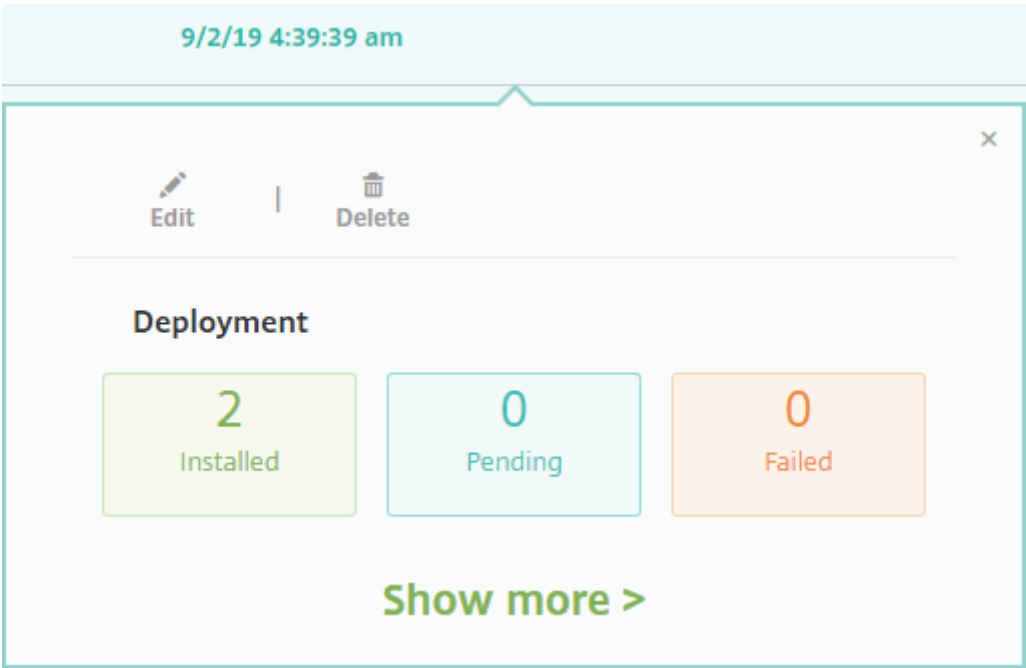 9/2/19 4:39:39 am
×
Edit | Delete
Deployment
2 0 0
Installed Pending Failed
Show more >